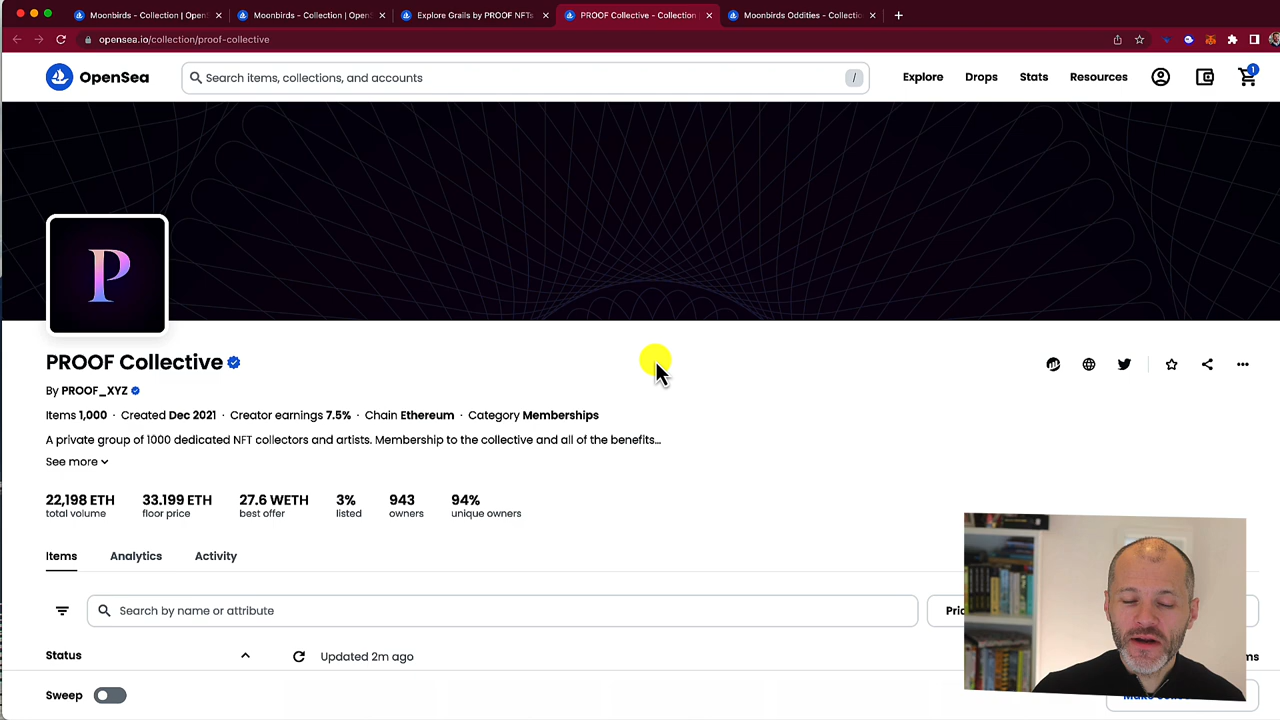 Moonbirds - Collection | OpenS
Moonbirds - Collection | OpenS
Explore Grails by PROOF NFTs
PROOF Collective - Collection
Moonbirds Oddities - Collectio
opensea.io/collection/proof-collective
OpenSea
Search items, collections, and accounts
/
Explore
Drops
Stats
Resources
1
P
PROOF Collective
By PROOF_XYZ
Items 1,000 · Created Dec 2021 · Creator earnings 7.5% · Chain Ethereum · Category Memberships
A private group of 1000 dedicated NFT collectors and artists. Membership to the collective and all of the benefits...
See more
22,198 ETH 33.199 ETH 27.6 WETH 3% 943 94%
total volume floor price best offer listed owners unique owners
Items Analytics Activity
Search by name or attribute
Status
Updated 2m ago
Sweep